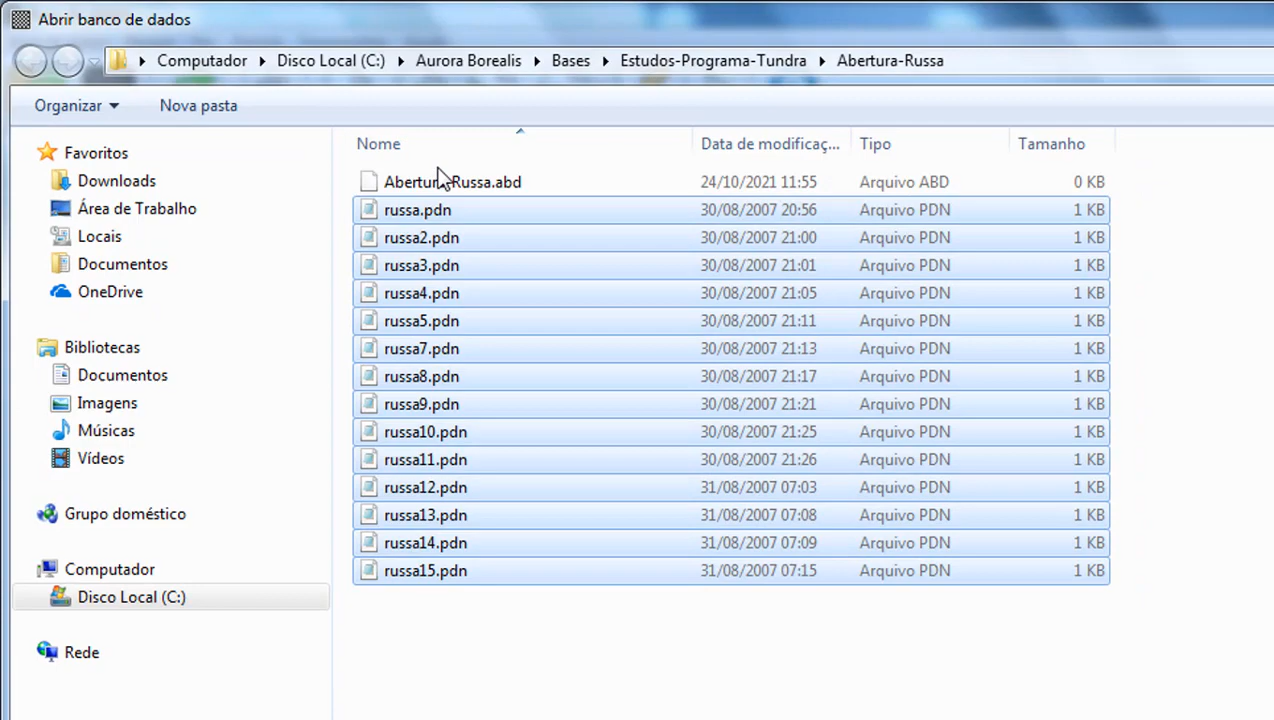 Abrir banco de dados
Computador Disco Local (C:) Aurora Borealis Bases Estudos-Programa-Tundra Abertura-Russa
Organizar Nova pasta
Favoritos
Downloads
Área de Trabalho
Locais
Documentos
OneDrive
Bibliotecas
Documentos
Imagens
Músicas
Vídeos
Grupo doméstico
Computador
Disco Local (C:)
Rede
Nome Data de modificaç... Tipo Tamanho
Abertura-Russa.abd 24/10/2021 11:55 Arquivo ABD 0 KB
russa.pdn 30/08/2007 20:56 Arquivo PDN 1 KB
russa2.pdn 30/08/2007 21:00 Arquivo PDN 1 KB
russa3.pdn 30/08/2007 21:01 Arquivo PDN 1 KB
russa4.pdn 30/08/2007 21:05 Arquivo PDN 1 KB
russa5.pdn 30/08/2007 21:11 Arquivo PDN 1 KB
russa7.pdn 30/08/2007 21:13 Arquivo PDN 1 KB
russa8.pdn 30/08/2007 21:17 Arquivo PDN 1 KB
russa9.pdn 30/08/2007 21:21 Arquivo PDN 1 KB
russa10.pdn 30/08/2007 21:25 Arquivo PDN 1 KB
russa11.pdn 30/08/2007 21:26 Arquivo PDN 1 KB
russa12.pdn 31/08/2007 07:03 Arquivo PDN 1 KB
russa13.pdn 31/08/2007 07:08 Arquivo PDN 1 KB
russa14.pdn 31/08/2007 07:09 Arquivo PDN 1 KB
russa15.pdn 31/08/2007 07:15 Arquivo PDN 1 KB